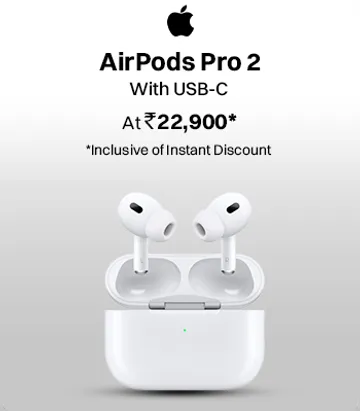 AirPods Pro 2
With USB-C
At ₹22,900*
*Inclusive of Instant Discount